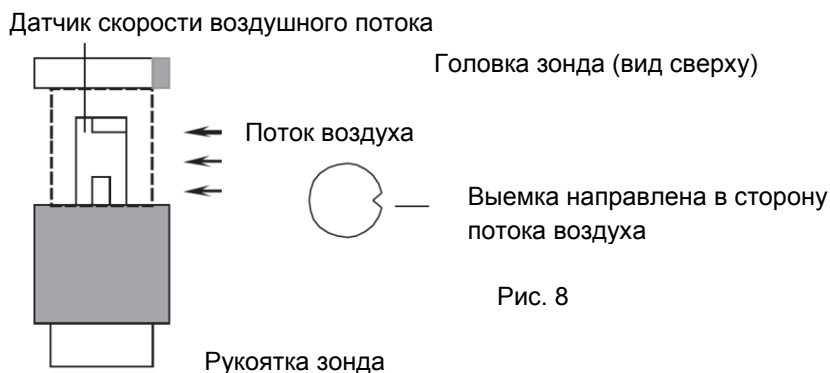 Датчик скорости воздушного потока
Головка зонда (вид сверху)
Поток воздуха
Выемка направлена в сторону
потока воздуха
Рис. 8
Рукоятка зонда